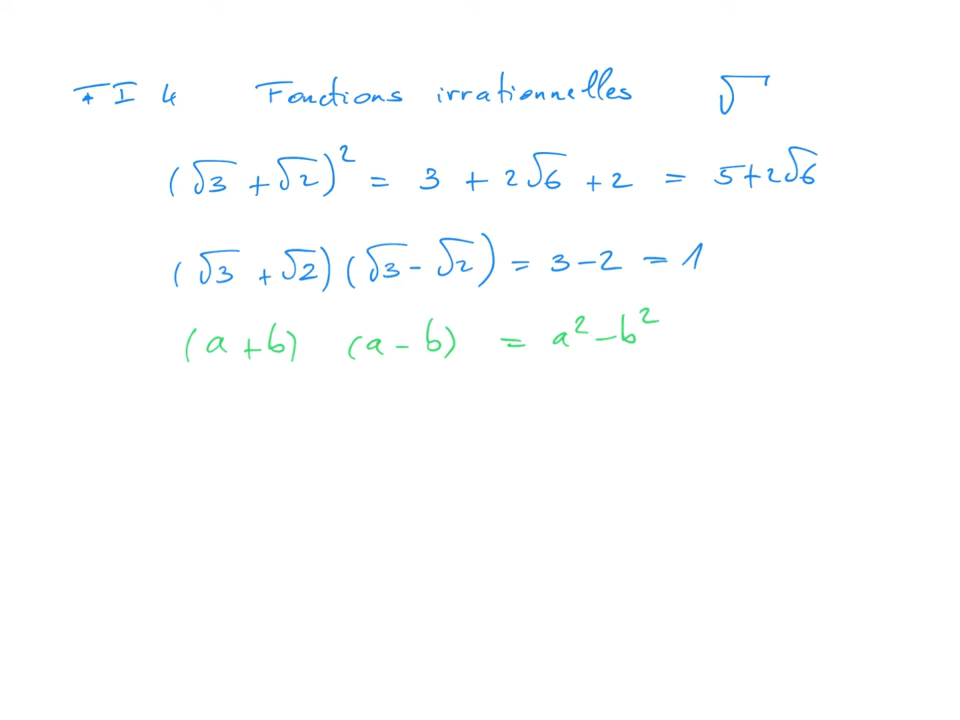 FI 4 Fonctions irrationnelles √
(√3 + √2)² = 3 + 2√6 + 2 = 5+2√6
(√3 + √2)(√3 - √2) = 3 - 2 = 1
(a + b) (a - b) = a² - b²